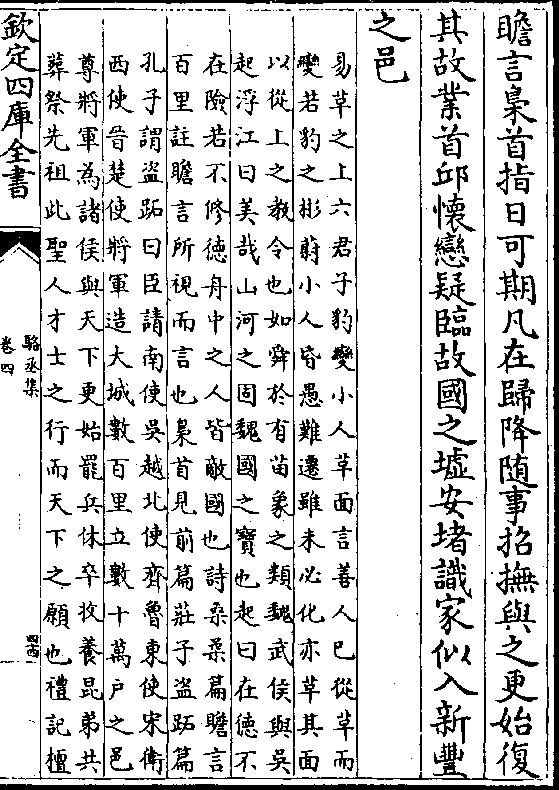 瞻言梟首指日可期凡在歸降隨事招撫與之更始復
其故業首邱懷戀疑臨故國之墟安堵識家似入新豐
之邑
易草之上六君子豹變小人草面言善人已從草而
變若豹之彬蔚小人昏愚難遷雖未必化亦草其面
以從上之教令也如舜於有苗象之類魏武侯與吳
起浮江曰美哉山河之固魏國之寶也起曰在德不
在險若不修德舟中之人皆敵國也詩桑桑篇瞻言
百里註瞻言所視而言也梟首見前篇莊子盜跖篇
孔子謂盜跖曰臣請南使吳越北使齊魯東使宋衛
西使晉楚使將軍造大城數百里立數十萬戶之邑
尊將軍為諸侯與天下更始罷兵休卒收養昆弟共
葬祭先祖此聖人才士之行而天下之願也禮記檀
欽定四庫全書
駱丞集
卷四